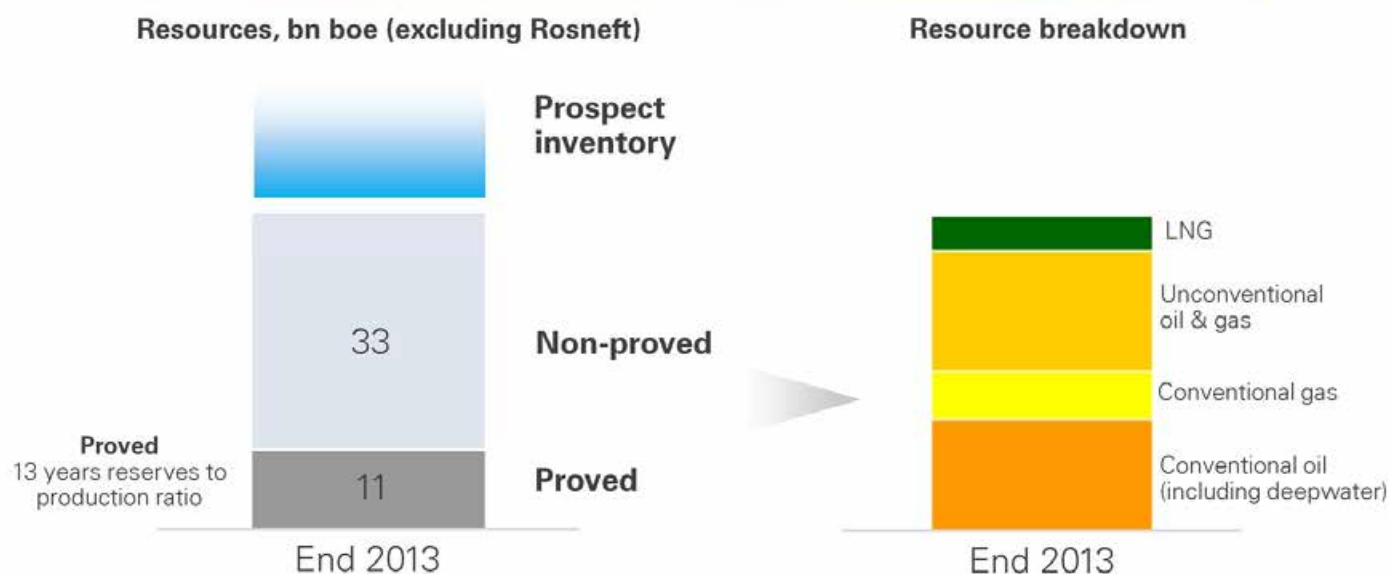 Resources, bn boe (excluding Rosneft)
Prospect
inventory
33
Non-proved
Proved
13 years reserves to
production ratio
11
Proved
End 2013
Resource breakdown
LNG
Unconventional
oil & gas
Conventional gas
Conventional oil
(including deepwater)
End 2013